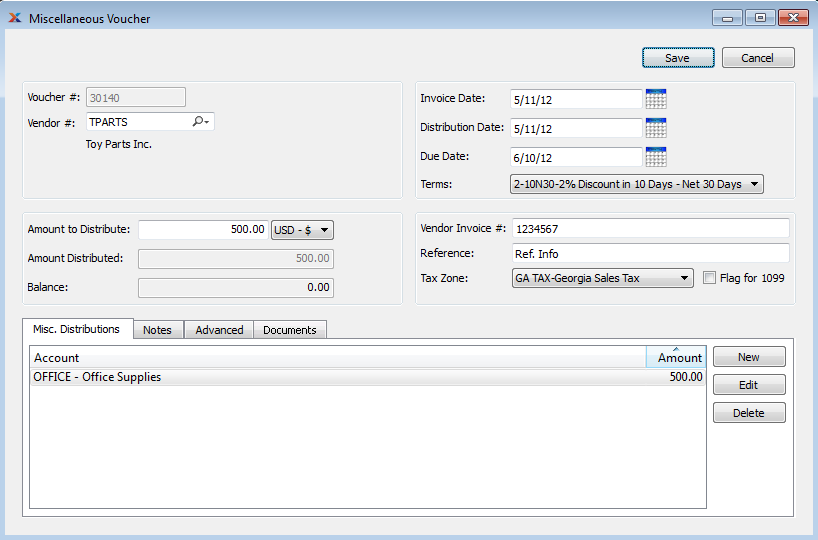 Miscellaneous Voucher
Save Cancel
Voucher #: 30140
Vendor #: TPARTS
Toy Parts Inc.
Invoice Date: 5/11/12
Distribution Date: 5/11/12
Due Date: 6/10/12
Terms: 2-10N30-2% Discount in 10 Days - Net 30 Days
Amount to Distribute: 500.00 USD - $
Amount Distributed: 500.00
Balance: 0.00
Vendor Invoice #: 1234567
Reference: Ref. Info
Tax Zone: GA TAX-Georgia Sales Tax Flag for 1099
Misc. Distributions Notes Advanced Documents
Account Amount
OFFICE - Office Supplies 500.00
New
Edit
Delete